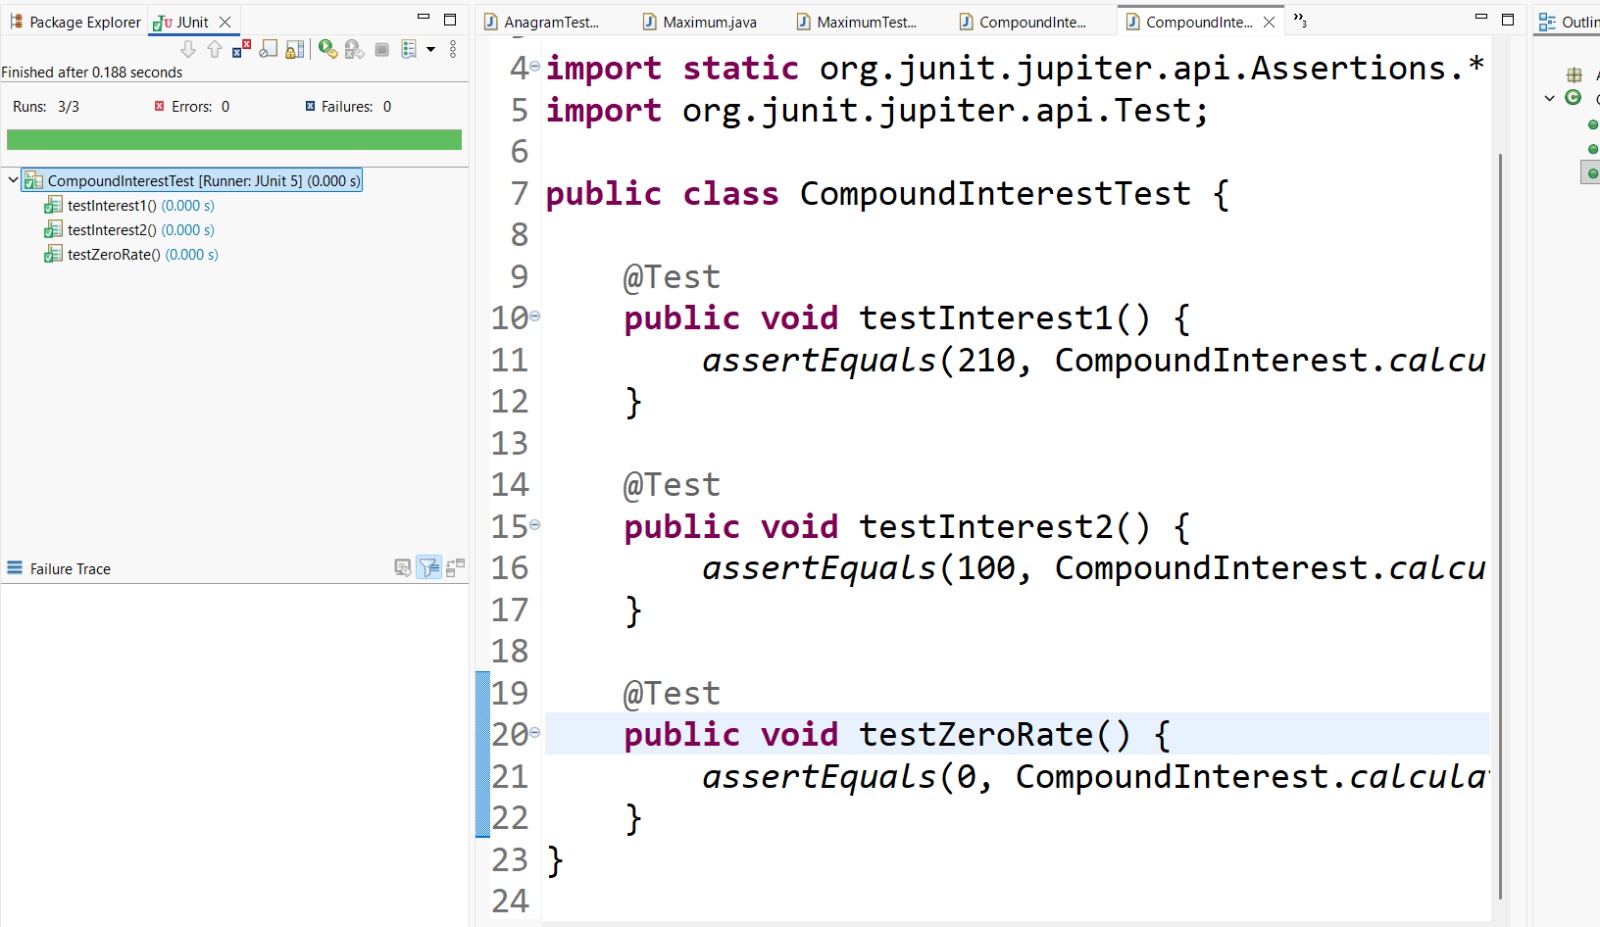 Package Explorer
JUnit
Finished after 0.188 seconds
Runs: 3/3
Errors: 0
Failures: 0
CompoundInterestTest [Runner: JUnit 5] (0.000 s)
testInterest1() (0.000 s)
testInterest2() (0.000 s)
testZeroRate() (0.000 s)
Failure Trace
AnagramTest...
Maximum.java
MaximumTest...
CompoundInte...
CompoundInte...
»3
4 import static org.junit.jupiter.api.Assertions.*
5 import org.junit.jupiter.api.Test;
6
7 public class CompoundInterestTest {
8
9 @Test
10 public void testInterest1() {
11 assertEquals(210, CompoundInterest.calcu
12 }
13
14 @Test
15 public void testInterest2() {
16 assertEquals(100, CompoundInterest.calcu
17 }
18
19 @Test
20 public void testZeroRate() {
21 assertEquals(0, CompoundInterest.calcula
22 }
23 }
24
Outlin